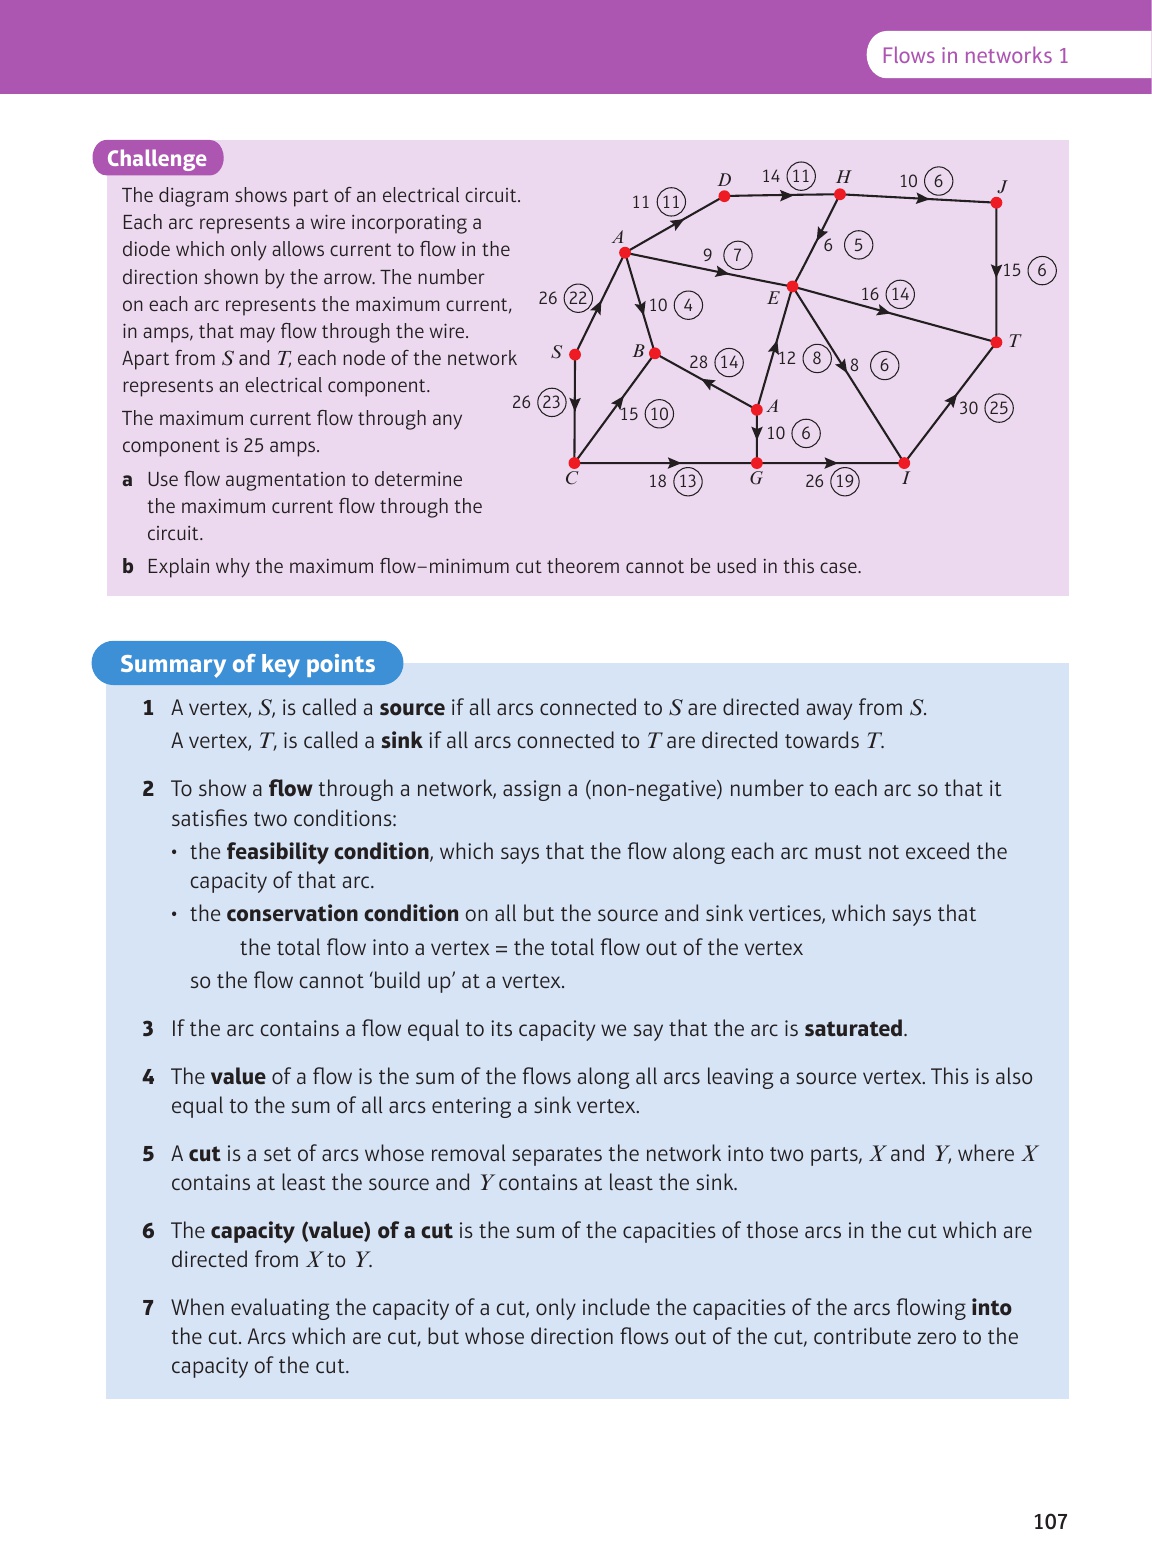 Flows in networks 1
Challenge
The diagram shows part of an electrical circuit.
Each arc represents a wire incorporating a
diode which only allows current to flow in the
direction shown by the arrow. The number
on each arc represents the maximum current,
in amps, that may flow through the wire.
Apart from S and T, each node of the network
represents an electrical component.
The maximum current flow through any
component is 25 amps.
a Use flow augmentation to determine
the maximum current flow through the
circuit.
b Explain why the maximum flow–minimum cut theorem cannot be used in this case.
D
14 11
H
10 6
J
11 11
A
9 7
6 5
15 6
26 22
10 4
E
16 14
S
B
28 14
12 8
8 6
T
26 23
15 10
A
10 6
30 25
C
18 13
G
26 19
I
Summary of key points
1 A vertex, S, is called a source if all arcs connected to S are directed away from S.
A vertex, T, is called a sink if all arcs connected to T are directed towards T.
2 To show a flow through a network, assign a (non-negative) number to each arc so that it
satisfies two conditions:
• the feasibility condition, which says that the flow along each arc must not exceed the
capacity of that arc.
• the conservation condition on all but the source and sink vertices, which says that
the total flow into a vertex = the total flow out of the vertex
so the flow cannot ‘build up’ at a vertex.
3 If the arc contains a flow equal to its capacity we say that the arc is saturated.
4 The value of a flow is the sum of the flows along all arcs leaving a source vertex. This is also
equal to the sum of all arcs entering a sink vertex.
5 A cut is a set of arcs whose removal separates the network into two parts, X and Y, where X
contains at least the source and Y contains at least the sink.
6 The capacity (value) of a cut is the sum of the capacities of those arcs in the cut which are
directed from X to Y.
7 When evaluating the capacity of a cut, only include the capacities of the arcs flowing into
the cut. Arcs which are cut, but whose direction flows out of the cut, contribute zero to the
capacity of the cut.
107